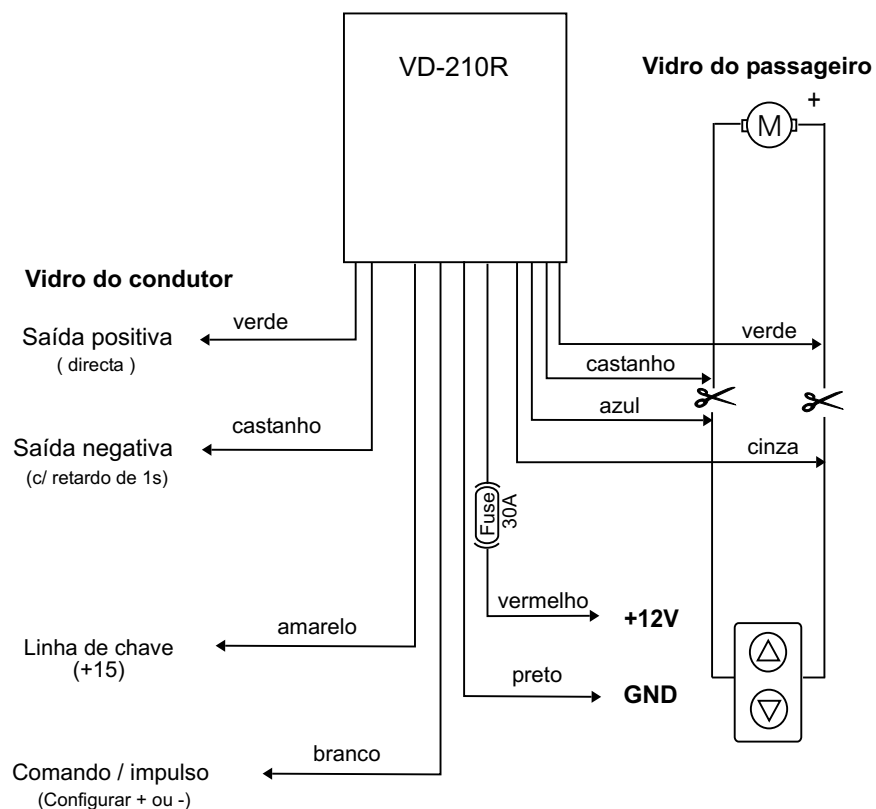 VD-210R
Vidro do passageiro
+
M
Vidro do condutor
verde
Saída positiva
( directa )
verde
castanho
azul
castanho
Saída negativa
(c/ retardo de 1s)
cinza
Fuse
30A
vermelho
+12V
amarelo
Linha de chave
(+15)
preto
GND
branco
Comando / impulso
(Configurar + ou -)